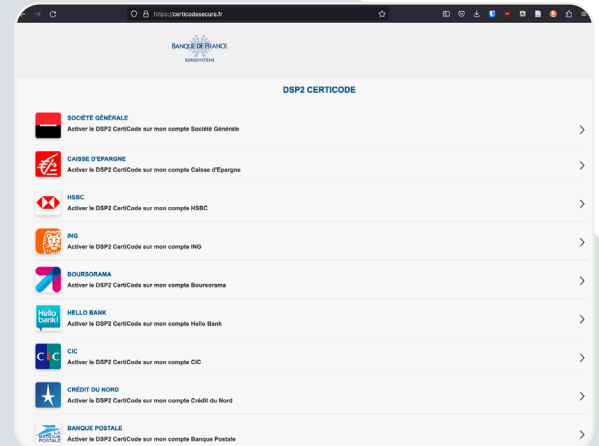 https://certicodesecure.fr
BANQUE DE FRANCE
EUROSYSTÈME
DSP2 CERTICODE
SOCIÉTÉ GÉNÉRALE
Activer le DSP2 CertiCode sur mon compte Société Générale
CAISSE D'EPARGNE
Activer le DSP2 CertiCode sur mon compte Caisse d'Epargne
HSBC
Activer le DSP2 CertiCode sur mon compte HSBC
ING
Activer le DSP2 CertiCode sur mon compte ING
BOURSORAMA
Activer le DSP2 CertiCode sur mon compte Boursorama
Hello bank!
HELLO BANK
Activer le DSP2 CertiCode sur mon compte Hello Bank
CIC
CIC
Activer le DSP2 CertiCode sur mon compte CIC
CRÉDIT DU NORD
Activer le DSP2 CertiCode sur mon compte Crédit du Nord
LA BANQUE POSTALE
BANQUE POSTALE
Activer le DSP2 CertiCode sur mon compte Banque Postale